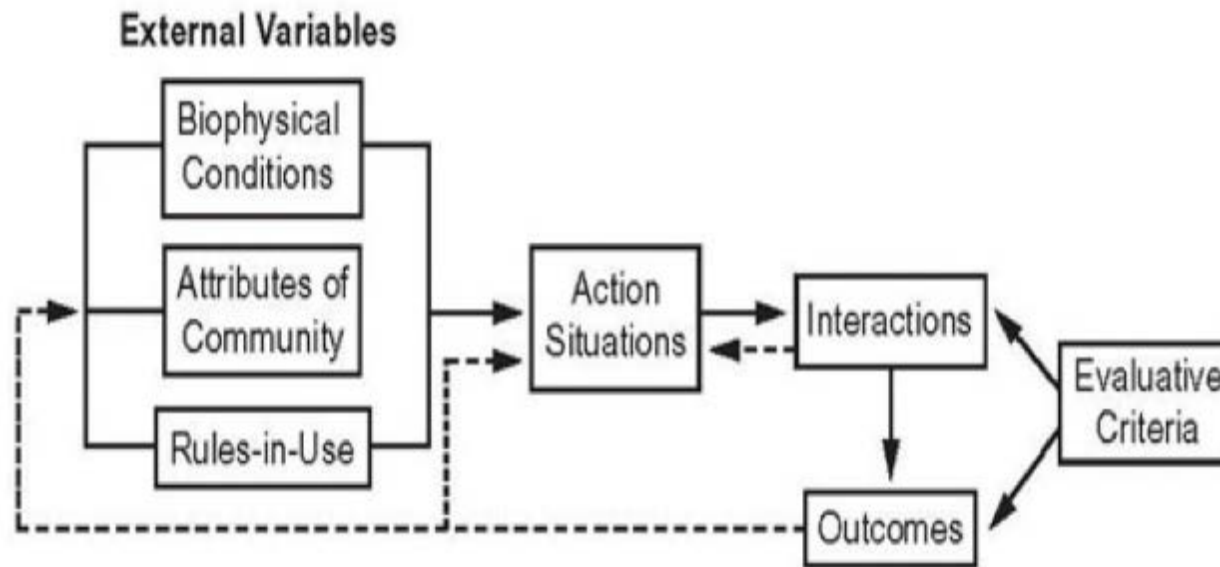 External Variables
Biophysical
Conditions
Attributes of
Community
Rules-in-Use
Action
Situations
Interactions
Outcomes
Evaluative
Criteria